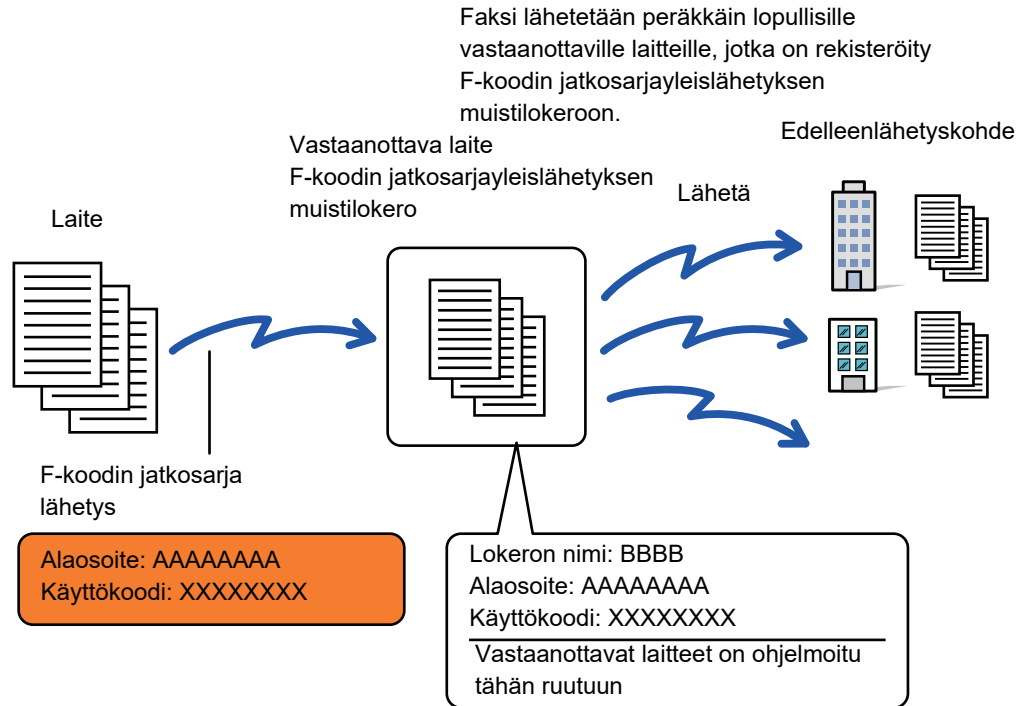 Faksi lähetetään peräkkäin lopullisille
vastaanottaville laitteille, jotka on rekisteröity
F-koodin jatkosarjayleislähetyksen
muistilokeroon.
Edelleenlähetyskohde
Vastaanottava laite
F-koodin jatkosarjayleislähetyksen
muistilokero
Lähetä
Laite
F-koodin jatkosarja
lähetys
Alaosoite: AAAAAAAA
Käyttökoodi: XXXXXXXX
Lokeron nimi: BBBB
Alaosoite: AAAAAAAA
Käyttökoodi: XXXXXXXX
Vastaanottavat laitteet on ohjelmoitu
tähän ruutuun